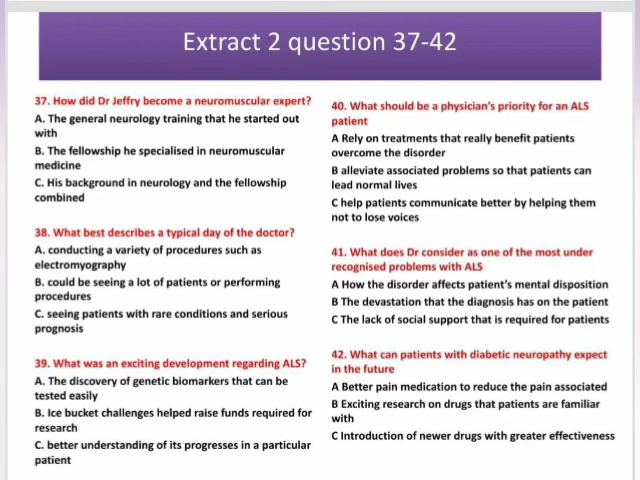 Extract 2 question 37-42
37. How did Dr Jeffry become a neuromuscular expert?
A. The general neurology training that he started out
with
B. The fellowship he specialised in neuromuscular
medicine
C. His background in neurology and the fellowship
combined
38. What best describes a typical day of the doctor?
A. conducting a variety of procedures such as
electromyography
B. could be seeing a lot of patients or performing
procedures
C. seeing patients with rare conditions and serious
prognosis
39. What was an exciting development regarding ALS?
A. The discovery of genetic biomarkers that can be
tested easily
B. Ice bucket challenges helped raise funds required for
research
C. better understanding of its progresses in a particular
patient
40. What should be a physician's priority for an ALS
patient
A Rely on treatments that really benefit patients
overcome the disorder
B alleviate associated problems so that patients can
lead normal lives
C help patients communicate better by helping them
not to lose voices
41. What does Dr consider as one of the most under
recognised problems with ALS
A How the disorder affects patient's mental disposition
B The devastation that the diagnosis has on the patient
C The lack of social support that is required for patients
42. What can patients with diabetic neuropathy expect
in the future
A Better pain medication to reduce the pain associated
B Exciting research on drugs that patients are familiar
with
C Introduction of newer drugs with greater effectiveness